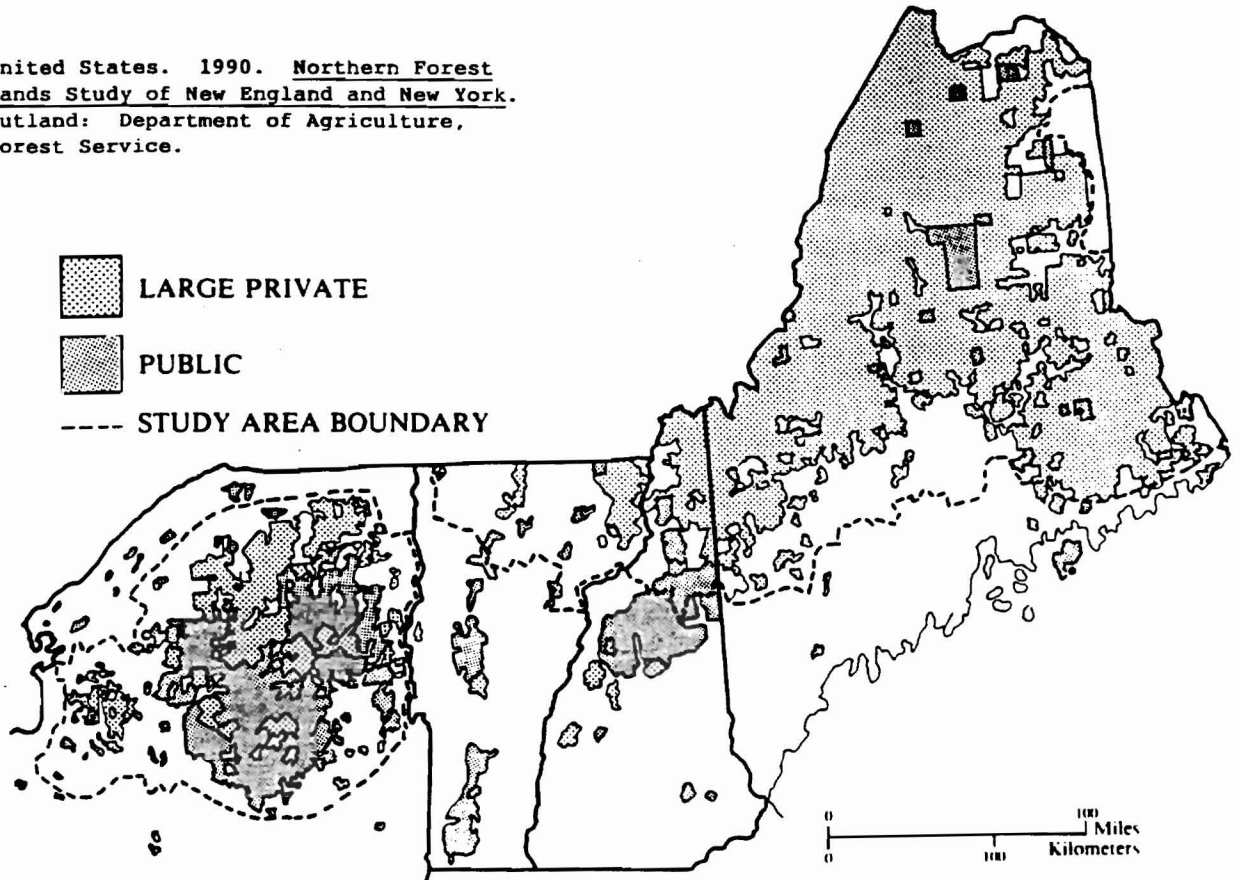 nited States. 1990. Northern Forest
ands Study of New England and New York.
utland: Department of Agriculture,
orest Service.
LARGE PRIVATE
PUBLIC
---- STUDY AREA BOUNDARY
0 100 Miles
0 100 Kilometers